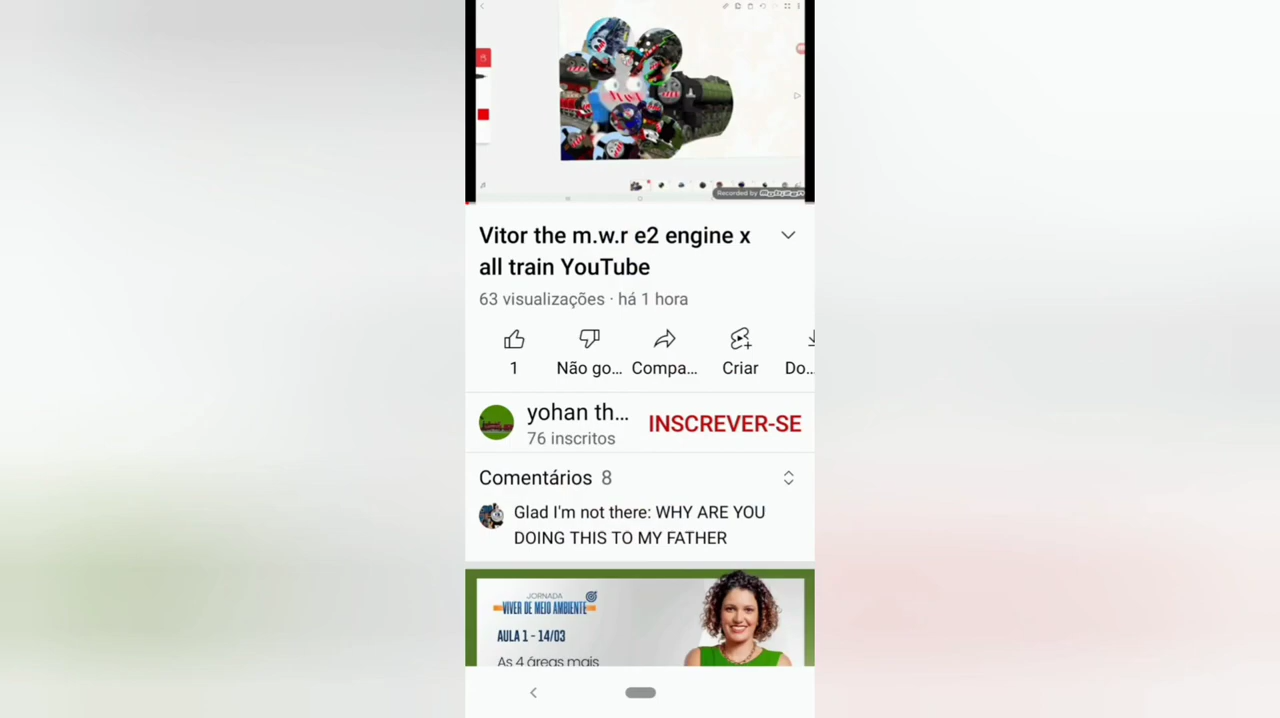 Recorded by
Vitor the m.w.r e2 engine x
all train YouTube
63 visualizações · há 1 hora
1 Não go... Compa... Criar Do...
yohan th... INSCREVER-SE
76 inscritos
Comentários 8
Glad I'm not there: WHY ARE YOU
DOING THIS TO MY FATHER
JORNADA
VIVER DE MEIO AMBIENTE
AULA 1 - 14/03
As 4 áreas mais